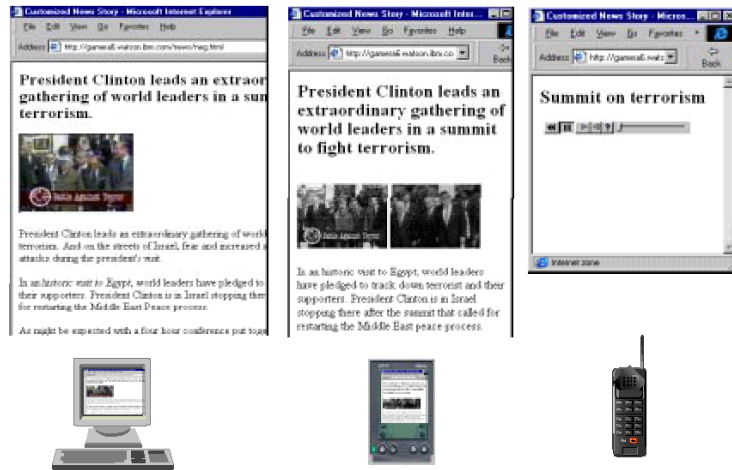 Customized News Story - Microsoft Internet Explorer
File Edit View Go Favorites Help
Address http://gamera6.watson.ibm.com/news/neg.html
President Clinton leads an extraor
gathering of world leaders in a sum
terrorism.
President Clinton leads an extraordinary gathering of world
terrorism. And on the streets of Israel, fear and increased s
attacks during the president's visit.
In an historic visit to Egypt, world leaders have pledged to
their supporters. President Clinton is in Israel stopping ther
for restarting the Middle East Peace process.
As might be expected with a four hour conference put toge
Customized News Story - Microsoft Inter...
File Edit View Go Favorites Help
Address http://gamera6.watson.ibm.co
Back
President Clinton leads an
extraordinary gathering of
world leaders in a summit
to fight terrorism.
In an historic visit to Egypt, world leaders
have pledged to track down terrorist and their
supporters. President Clinton is in Israel
stopping there after the summit that called for
restarting the Middle East peace process.
Customized News Story - Micros...
File Edit View Go Favorites
Address http://gamera6.wats
Back
Summit on terrorism
Internet zone